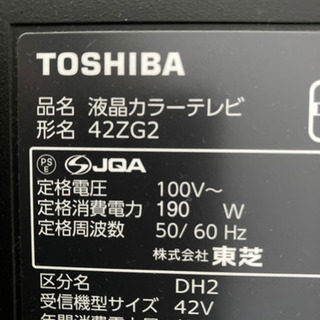 TOSHIBA
品名 液晶カラーテレビ
形名 42ZG2
PS E JQA
定格電圧 100V～
定格消費電力 190 W
定格周波数 50/60 Hz
株式会社 東芝
区分名 DH2
受信機型サイズ 42V